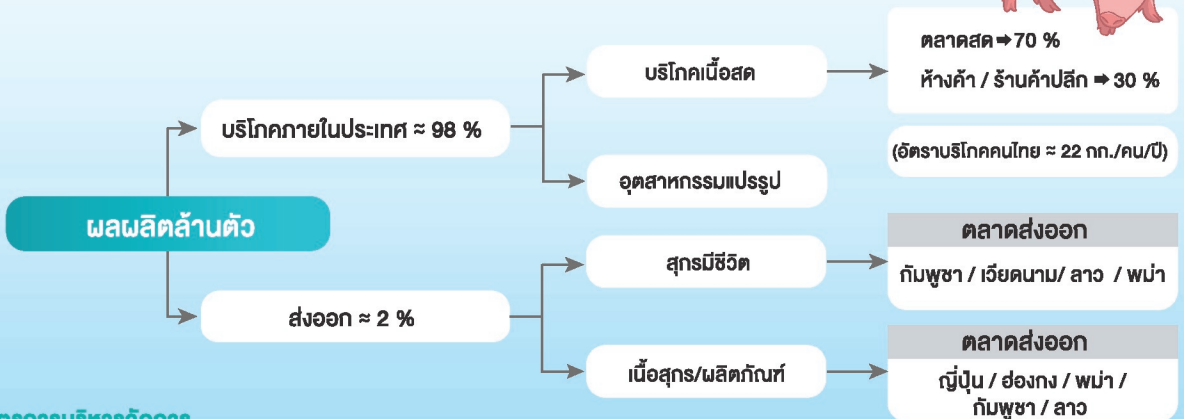 ผลผลิตล้านตัว
บริโภคภายในประเทศ ≈ 98 %
บริโภคเนื้อสด
ตลาดสด ➡70 %
ห้างค้า / ร้านค้าปลีก ➡ 30 %
(อัตราบริโภคคนไทย ≈ 22 กก./คน/ปี)
อุตสาหกรรมแปรรูป
ส่งออก ≈ 2 %
สุกรมีชีวิต
ตลาดส่งออก
กัมพูชา / เวียดนาม/ ลาว / พม่า
เนื้อสุกร/ผลิตภัณฑ์
ตลาดส่งออก
ญี่ปุ่น / ฮ่องกง / พม่า /
กัมพูชา / ลาว